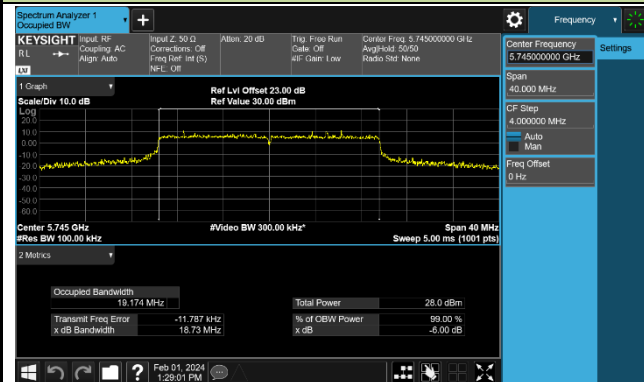 Spectrum Analyzer 1
Occupied BW
+
Frequency
KEYSIGHT
RL
Input: RF
Coupling: AC
Align: Auto
Input Z: 50 Ω
Corrections: Off
Freq Ref: Int (S)
NFE: Off
Atten: 20 dB
Trig: Free Run
Gate: Off
#IF Gain: Low
Center Freq: 5.745000000 GHz
Avg|Hold: 50/50
Radio Std: None
LXI
Center Frequency
5.745000000 GHz
Settings
Span
40.000 MHz
CF Step
4.000000 MHz
Auto
Man
Freq Offset
0 Hz
1 Graph
Scale/Div 10.0 dB
Ref Lvl Offset 23.00 dB
Ref Value 30.00 dBm
Log
20.0
10.0
0.00
-10.0
-20.0
-30.0
-40.0
-50.0
-60.0
Center 5.745 GHz
#Res BW 100.00 kHz
#Video BW 300.00 kHz*
Span 40 MHz
Sweep 5.00 ms (1001 pts)
2 Metrics
Occupied Bandwidth
19.174 MHz
Total Power 28.0 dBm
Transmit Freq Error -11.787 kHz
% of OBW Power 99.00 %
x dB Bandwidth 18.73 MHz
x dB -6.00 dB
?
Feb 01, 2024
1:29:01 PM